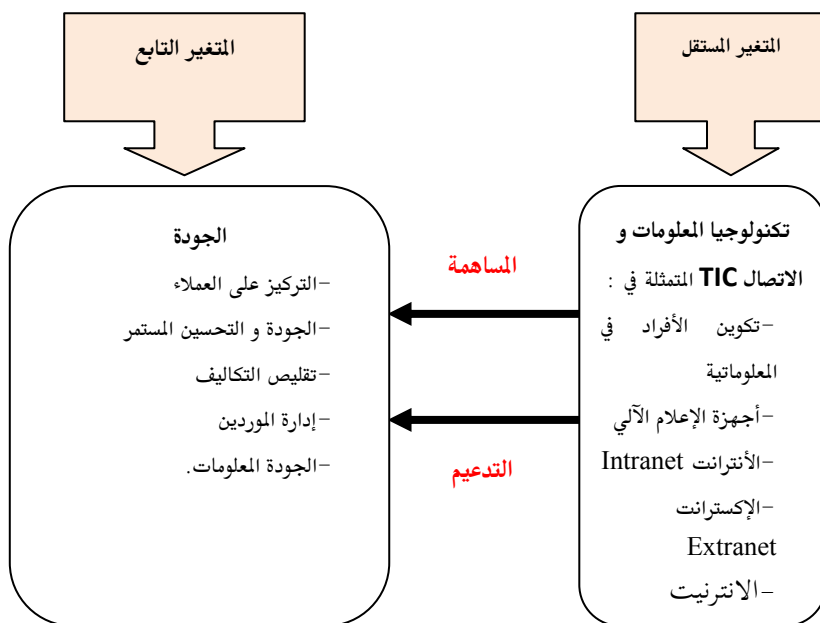 المتغير المستقل
المتغير التابع
تكنولوجيا المعلومات و
الاتصال TIC المتمثلة في :
-تكوين الأفراد في
المعلوماتية
-أجهزة الإعلام الآلي
-الأنترانت Intranet
-الإكسترانت
Extranet
-الانترنيت
المساهمة
التدعيم
الجودة
-التركيز على العملاء
-الجودة و التحسين المستمر
-تقليص التكاليف
-إدارة الموردين
-الجودة المعلومات.